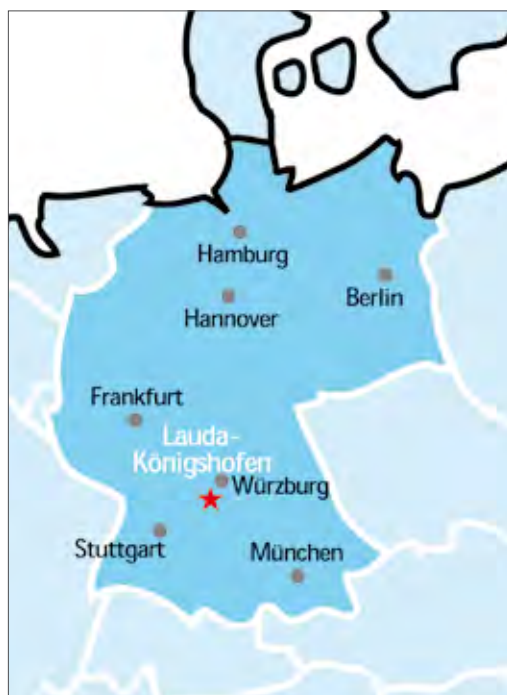 Hamburg
Berlin
Hannover
Frankfurt
Lauda-
Königshofen
Würzburg
Stuttgart
München